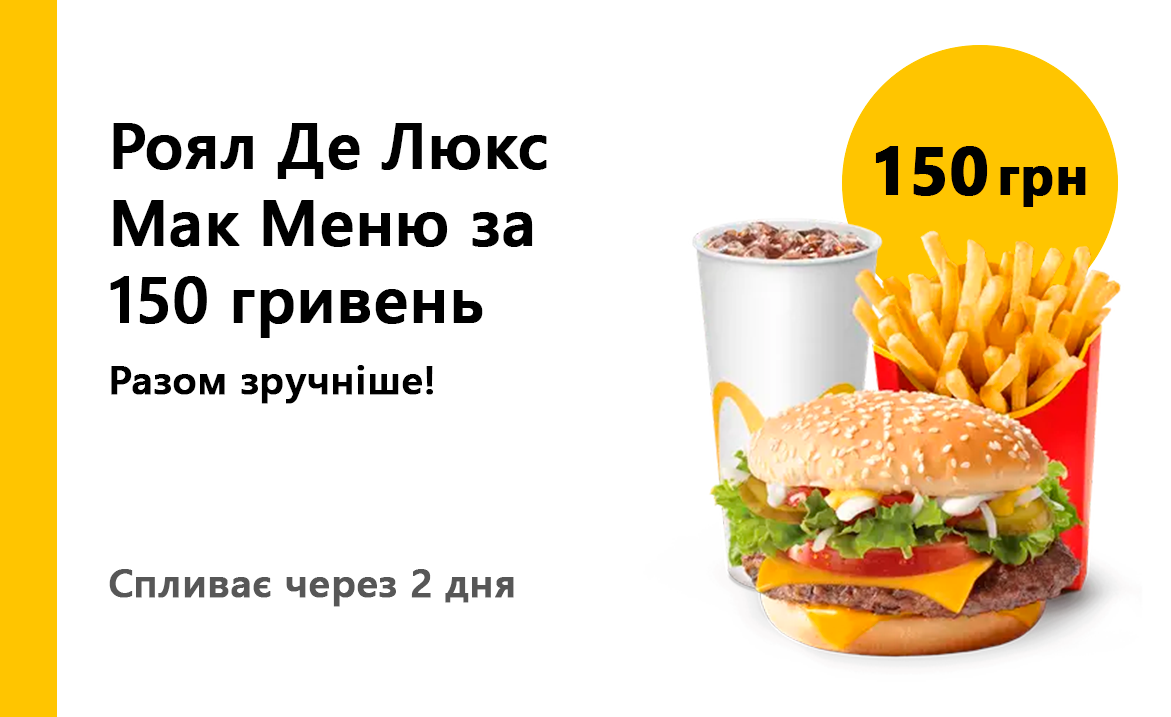 Роял Де Люкс
Мак Меню за
150 гривень
Разом зручніше!
Спливає через 2 дня
150 грн